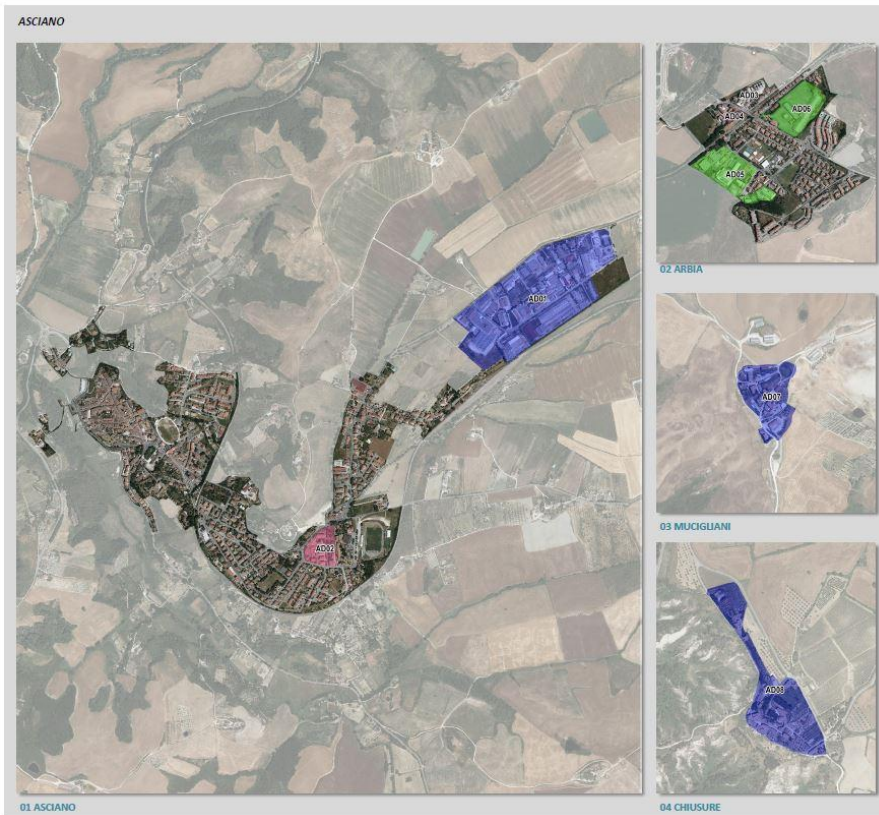 ASCIANO
AD01
AD02
01 ASCIANO
AD03
AD04
AD06
AD05
02 ARBIA
AD07
03 MUCIGLIANI
AD08
04 CHIUSURE